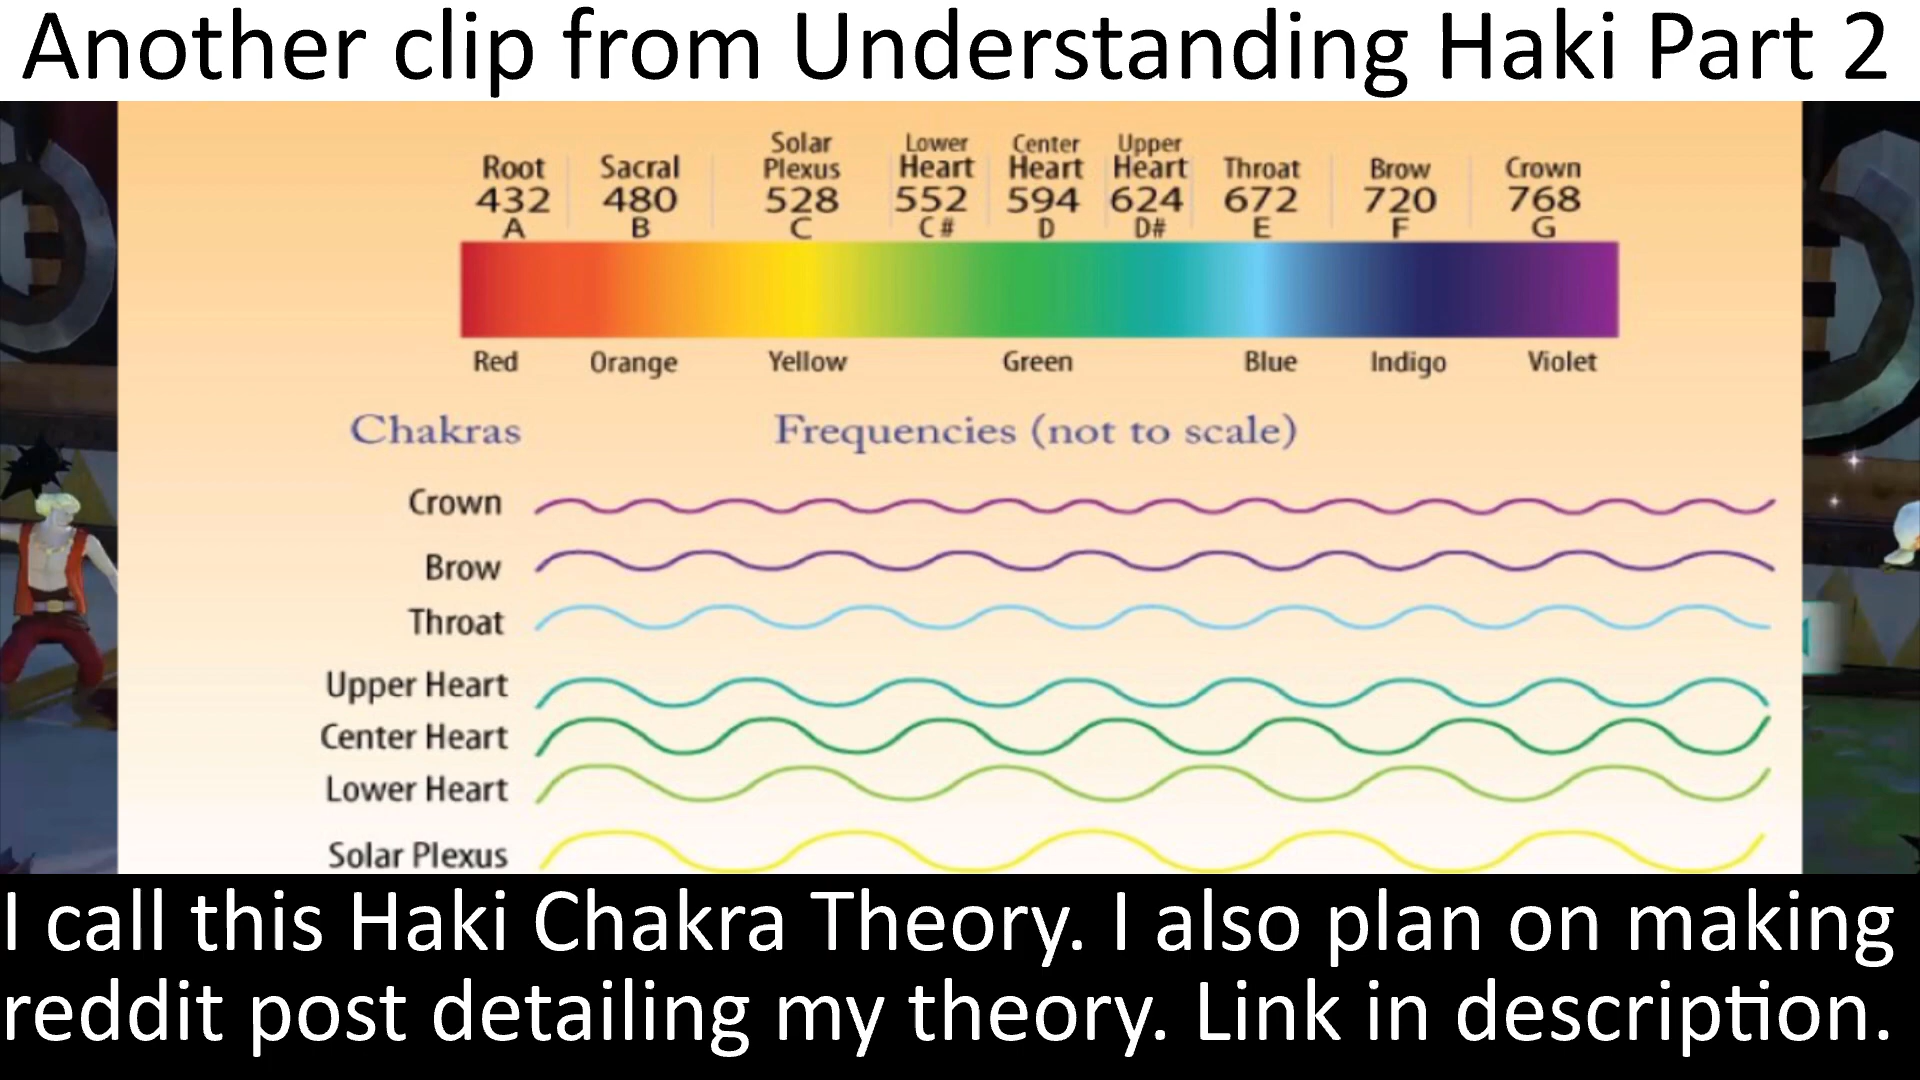 Another clip from Understanding Haki Part 2
Root Sacral Solar Plexus Lower Heart Center Heart Upper Heart Throat Brow Crown
432 480 528 552 594 624 672 720 768
A B C C# D D# E F G
Red Orange Yellow Green Blue Indigo Violet
Chakras Frequencies (not to scale)
Crown
Brow
Throat
Upper Heart
Center Heart
Lower Heart
Solar Plexus
I call this Haki Chakra Theory. I also plan on making
reddit post detailing my theory. Link in description.